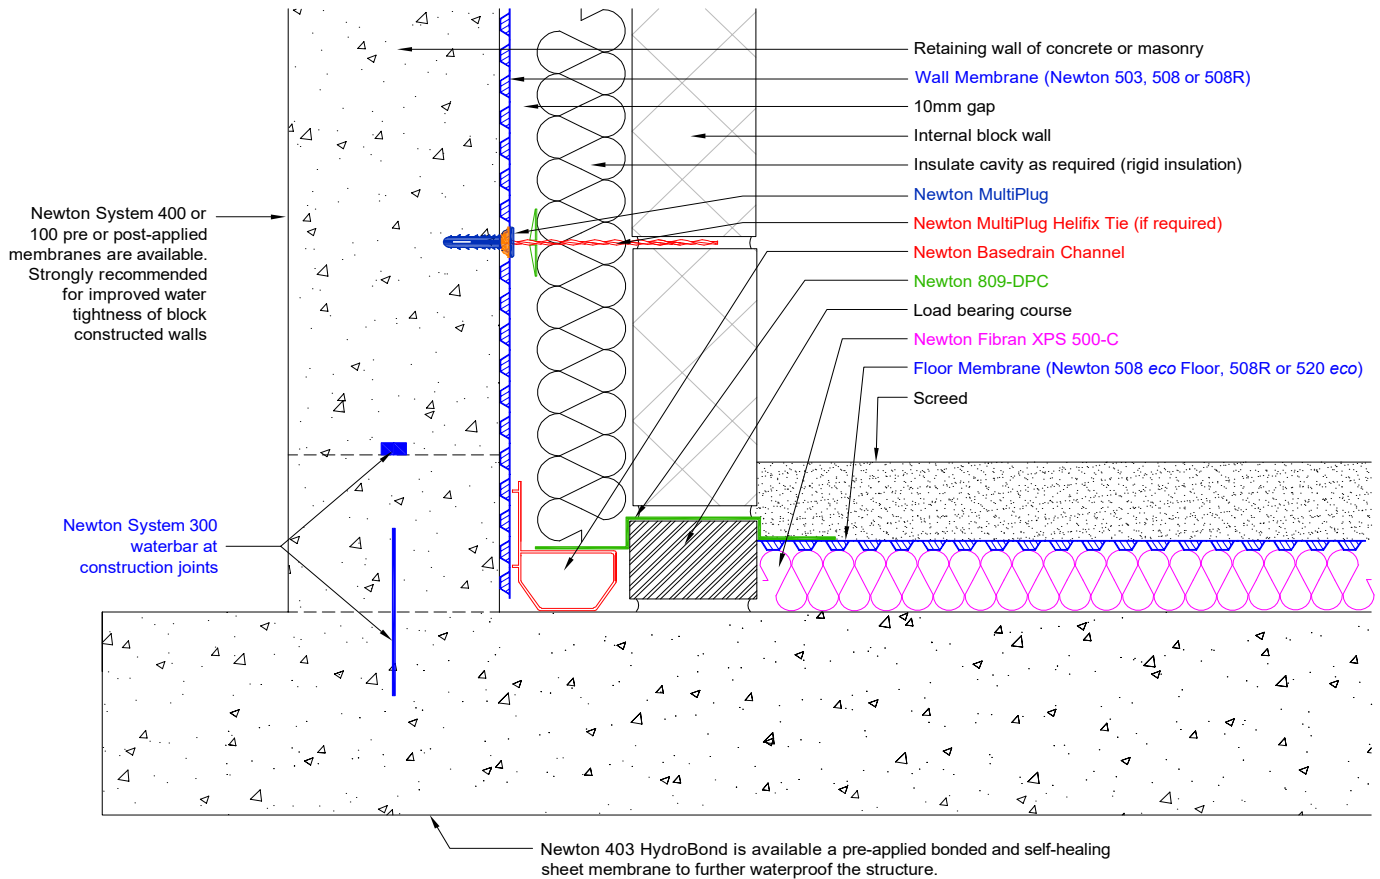 Retaining wall of concrete or masonry
Wall Membrane (Newton 503, 508 or 508R)
10mm gap
Internal block wall
Insulate cavity as required (rigid insulation)
Newton MultiPlug
Newton MultiPlug Helifix Tie (if required)
Newton Basedrain Channel
Newton 809-DPC
Load bearing course
Newton Fibran XPS 500-C
Floor Membrane (Newton 508 eco Floor, 508R or 520 eco)
Screed
Newton System 400 or
100 pre or post-applied
membranes are available.
Strongly recommended
for improved water
tightness of block
constructed walls
Newton System 300
waterbar at
construction joints
Newton 403 HydroBond is available a pre-applied bonded and self-healing
sheet membrane to further waterproof the structure.